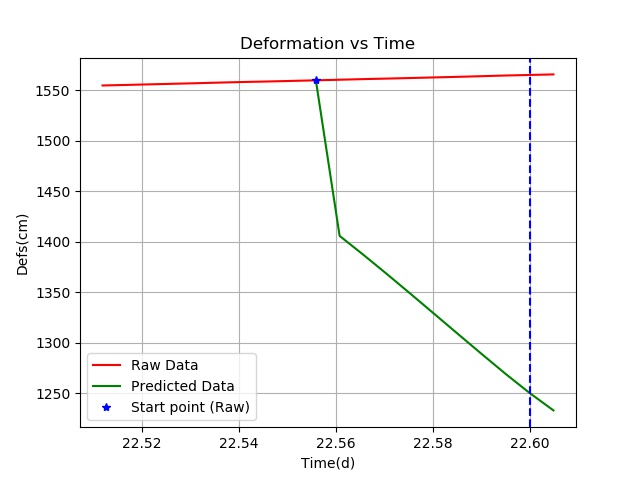 Deformation vs Time
1550
1500
1450
1400
1350
1300
1250
Defs(cm)
Raw Data
Predicted Data
Start point (Raw)
22.52 22.54 22.56 22.58 22.60
Time(d)